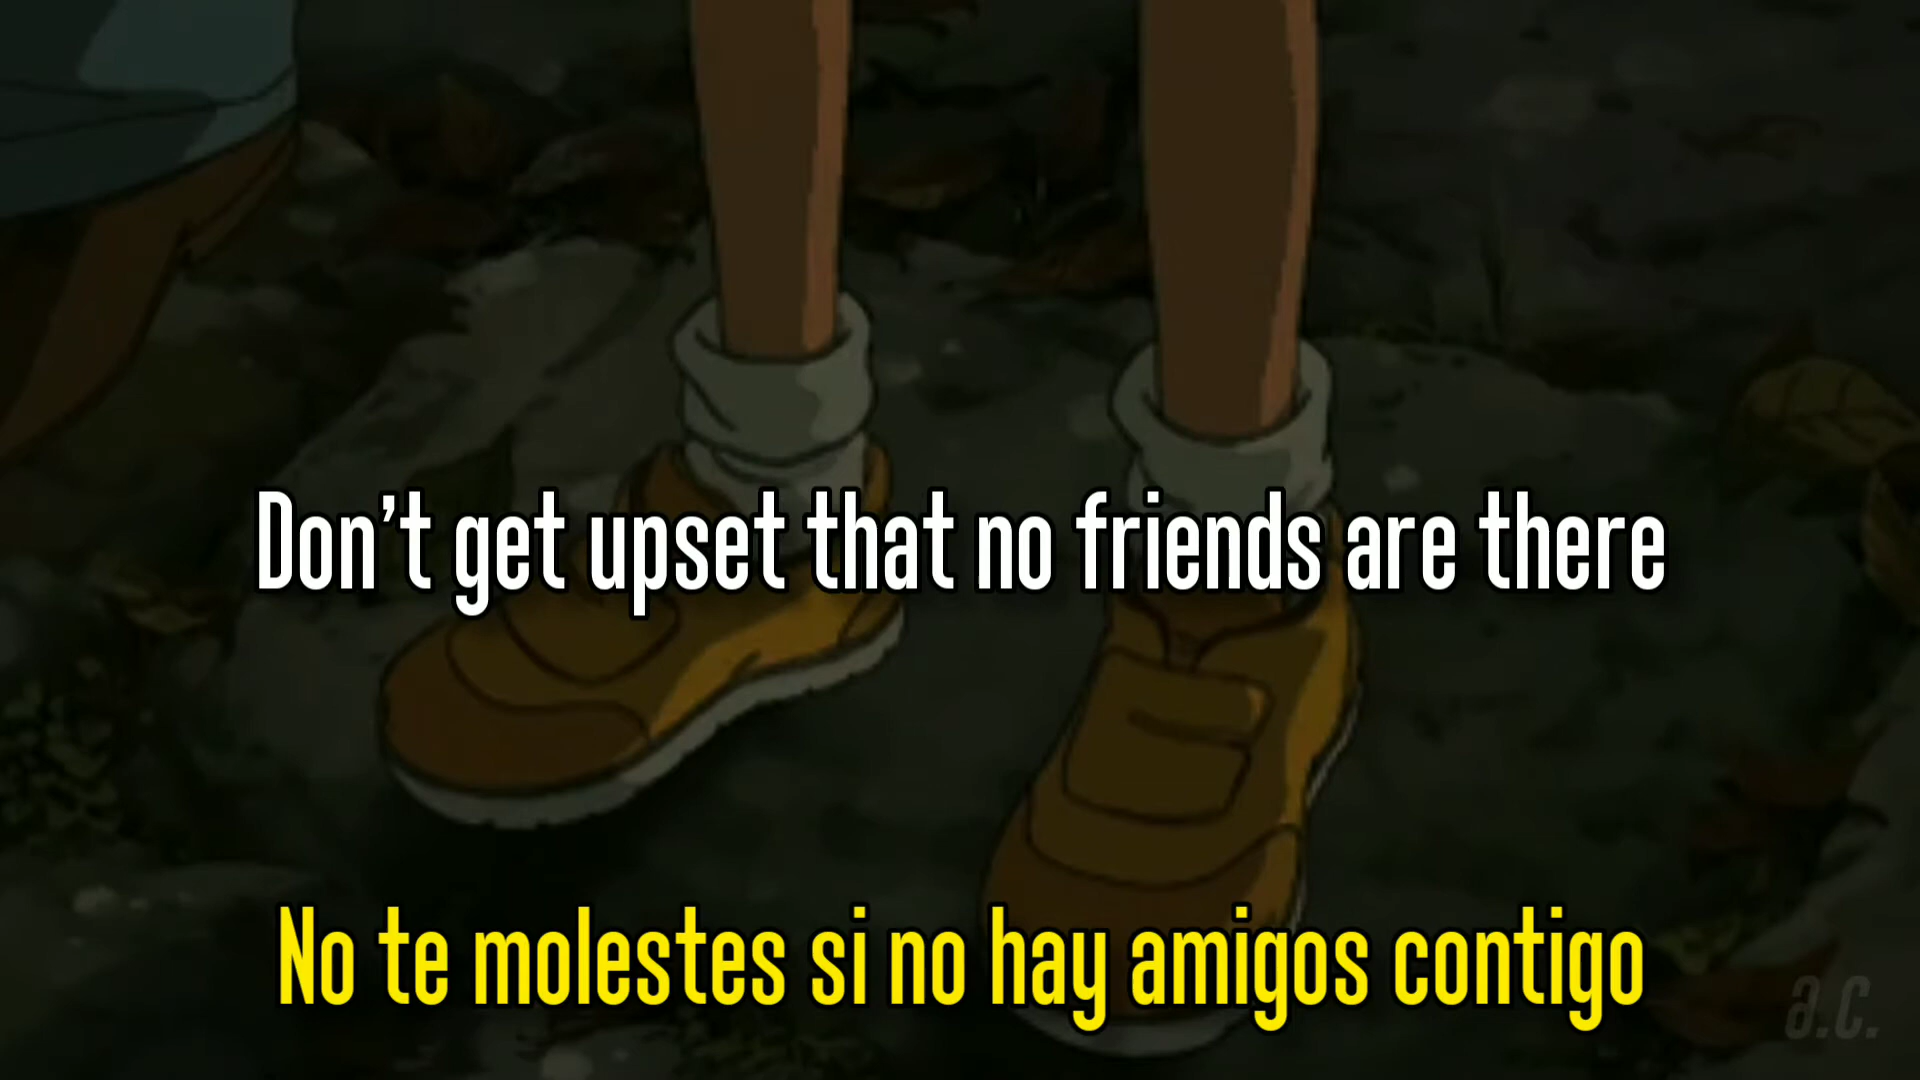 Don’t get upset that no friends are there
No te molestes si no hay amigos contigo
a.c.